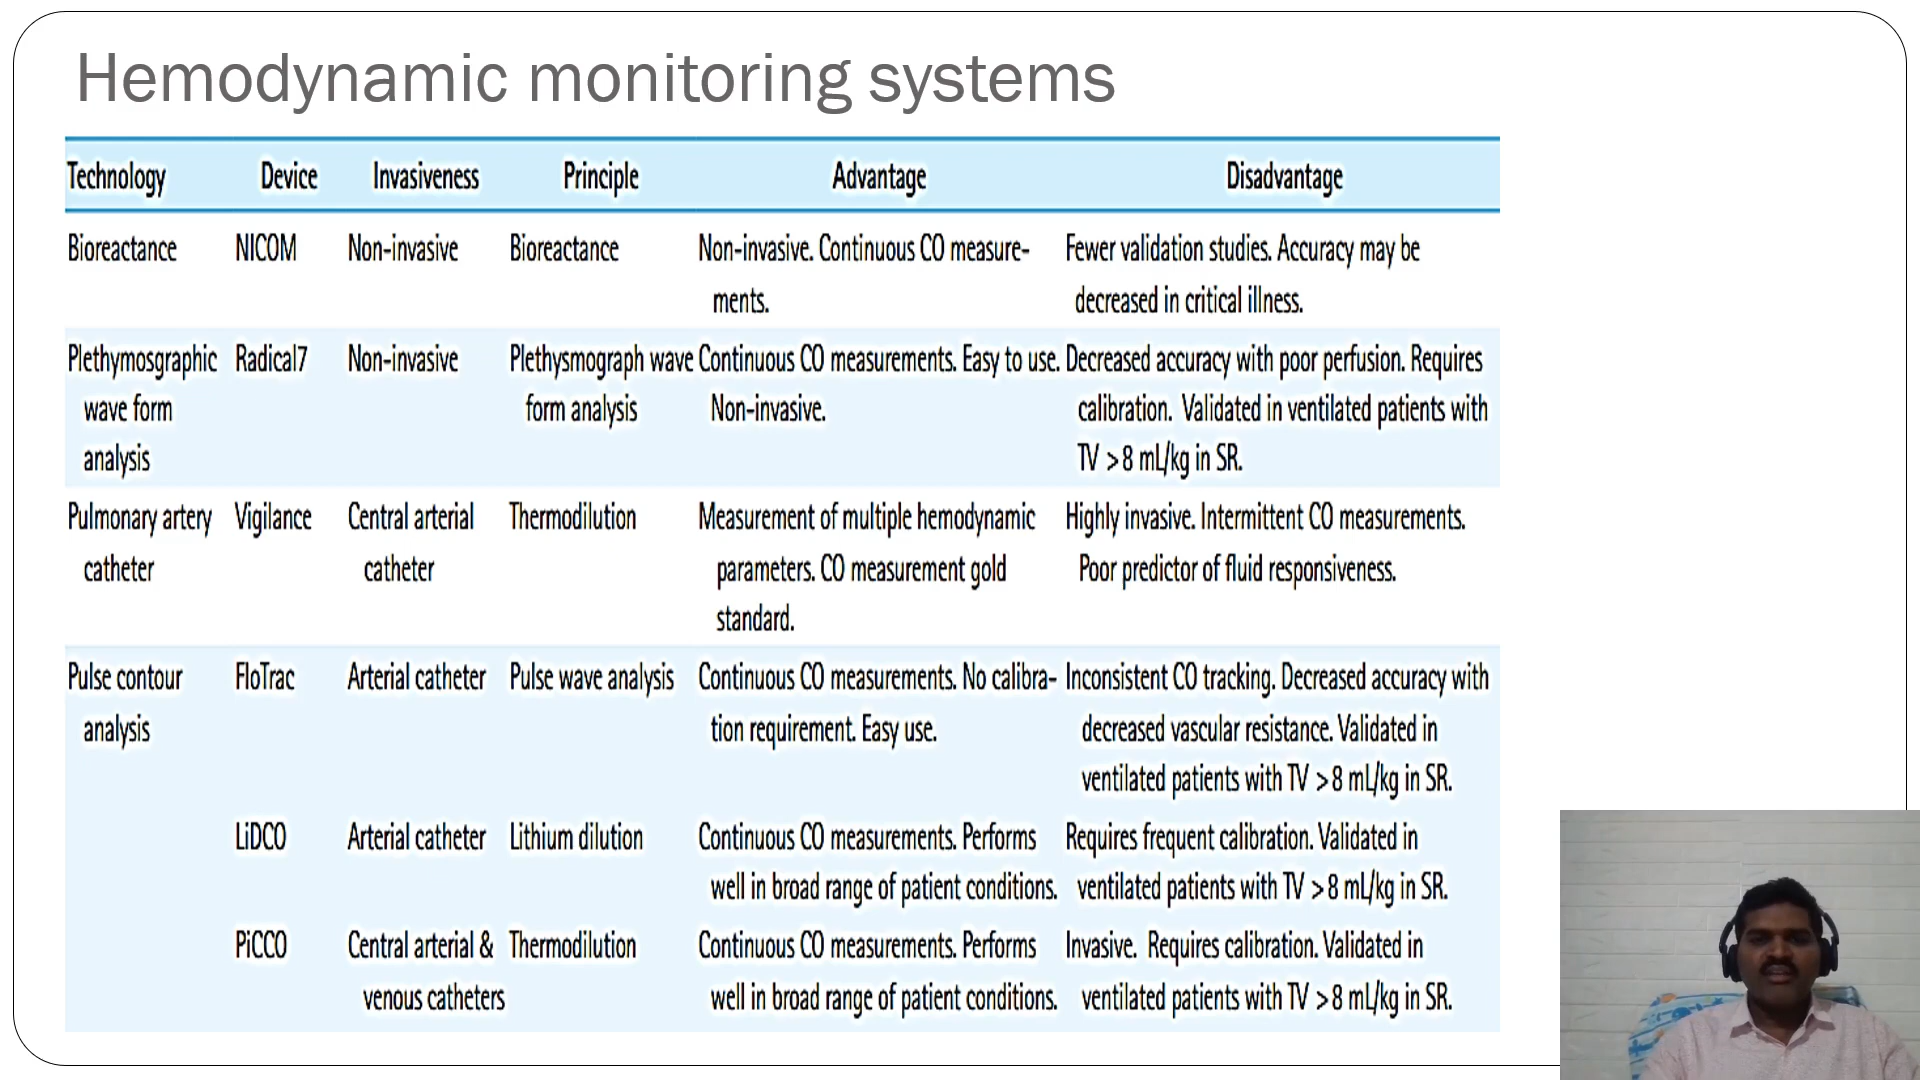 Hemodynamic monitoring systems
Technology Device Invasiveness Principle Advantage Disadvantage
Bioreactance NICOM Non-invasive Bioreactance Non-invasive. Continuous CO measure- Fewer validation studies. Accuracy may be
ments. decreased in critical illness.
Plethymosgraphic Radical7 Non-invasive Plethysmograph wave Continuous CO measurements. Easy to use. Decreased accuracy with poor perfusion. Requires
wave form form analysis Non-invasive. calibration. Validated in ventilated patients with
analysis TV >8 mL/kg in SR.
Pulmonary artery Vigilance Central arterial Thermodilution Measurement of multiple hemodynamic Highly invasive. Intermittent CO measurements.
catheter catheter parameters. CO measurement gold Poor predictor of fluid responsiveness.
standard.
Pulse contour FloTrac Arterial catheter Pulse wave analysis Continuous CO measurements. No calibra- Inconsistent CO tracking. Decreased accuracy with
analysis tion requirement. Easy use. decreased vascular resistance. Validated in
ventilated patients with TV >8 mL/kg in SR.
LiDCO Arterial catheter Lithium dilution Continuous CO measurements. Performs Requires frequent calibration. Validated in
well in broad range of patient conditions. ventilated patients with TV >8 mL/kg in SR.
PiCCO Central arterial & Thermodilution Continuous CO measurements. Performs Invasive. Requires calibration. Validated in
venous catheters well in broad range of patient conditions. ventilated patients with TV >8 mL/kg in SR.